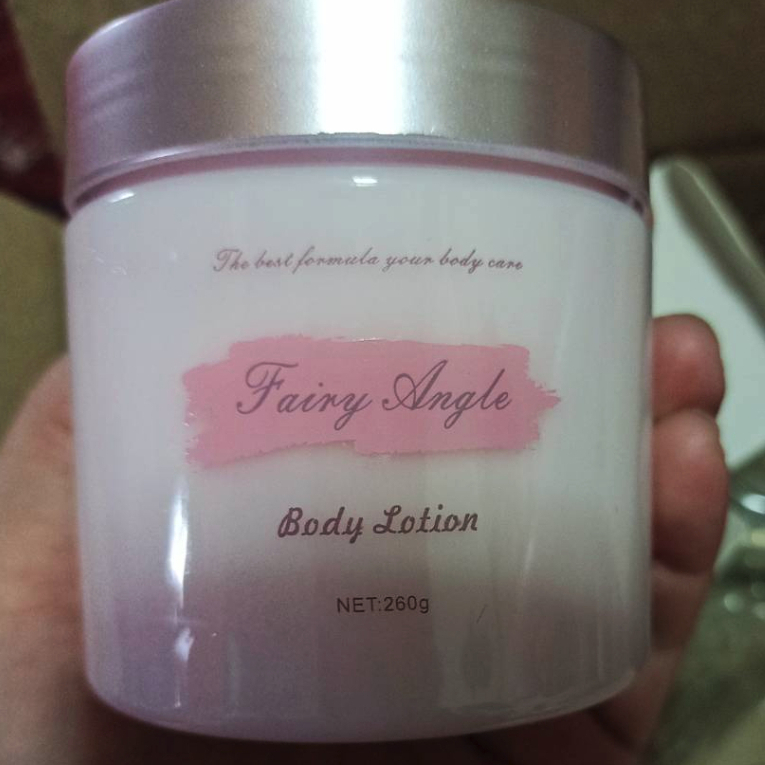 The best formula your body care
Fairy Angle
Body Lotion
NET:260g